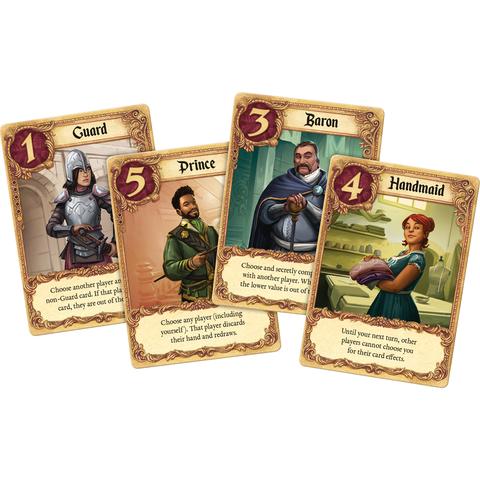 1
Guard
Choose another player and
non-Guard card. If that pla
card, they are out of the
5
Prince
Choose any player (including
yourself). That player discards
their hand and redraws.
3
Baron
Choose and secretly comp
with another player. Wh
the lower value is out of
4
Handmaid
Until your next turn, other
players cannot choose you
for their card effects.